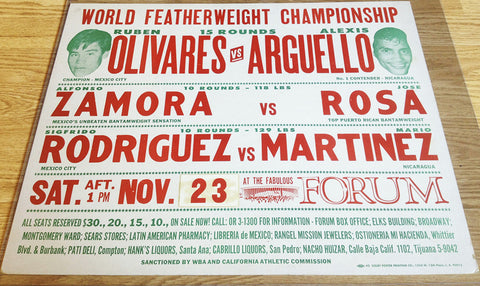 WORLD FEATHERWEIGHT CHAMPIONSHIP
RUBEN 15 ROUNDS ALEXIS
OLIVARES VS ARGUELLO
CHAMPION - MEXICO CITY No. 1 CONTENDER - NICARAGUA
ALFONSO 10 ROUNDS - 118 LBS JOSE
ZAMORA VS ROSA
MEXICO'S UNBEATEN BANTAMWEIGHT SENSATION TOP PUERTO RICAN BANTAMWEIGHT
SIGFRIDO 10 ROUNDS - 129 LBS MARIO
RODRIGUEZ VS MARTINEZ
MEXICO CITY NICARAGUA
SAT. AFT. 1 PM NOV. 23 AT THE FABULOUS FORUM
ALL SEATS RESERVED $30., 20., 15., 10., ON SALE NOW! CALL: OR 3-1300 FOR INFORMATION - FORUM BOX OFFICE; ELKS BUILDING; BROADWAY;
MONTGOMERY WARD; SEARS STORES; LATIN AMERICAN PHARMACY; LIBRERIA de MEXICO; RANGEL MISSION JEWELERS; OSTIONERIA MI HACIENDA, Whittier
Blvd. & Burbank; PATI DELI, Compton; HANK'S LIQUORS, Santa Ana; CABRILLO LIQUORS, San Pedro; NACHO HUIZAR, Calle Baja Calif. 1102, Tijuana 5-9042
SANCTIONED BY WBA AND CALIFORNIA ATHLETIC COMMISSION